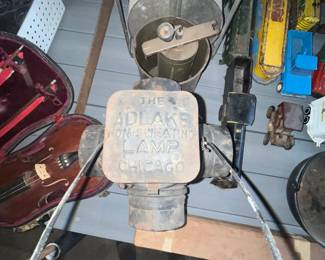 THE
ADLAKE
NON-SWEATING
LAMP
CHICAGO